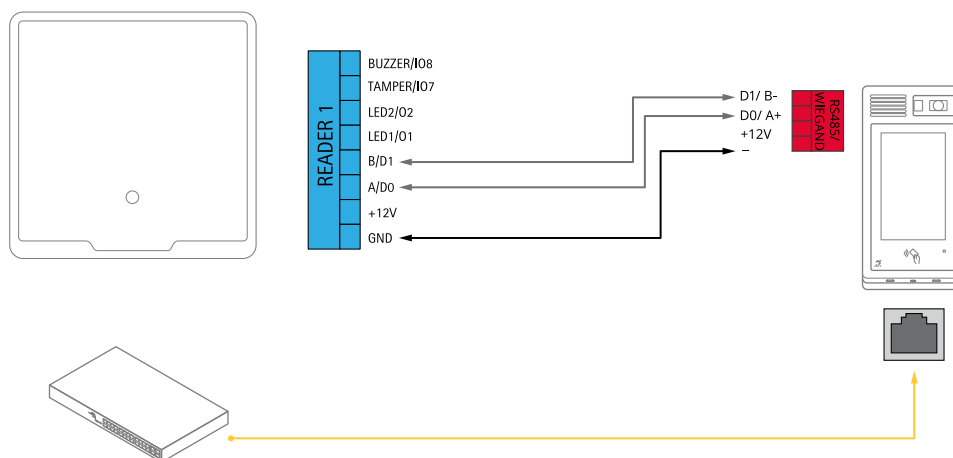 READER 1
BUZZER/IO8
TAMPER/IO7
LED2/O2
LED1/O1
B/D1
A/D0
+12V
GND
D1/ B-
D0/ A+
+12V
–
RS485/
WIEGAND